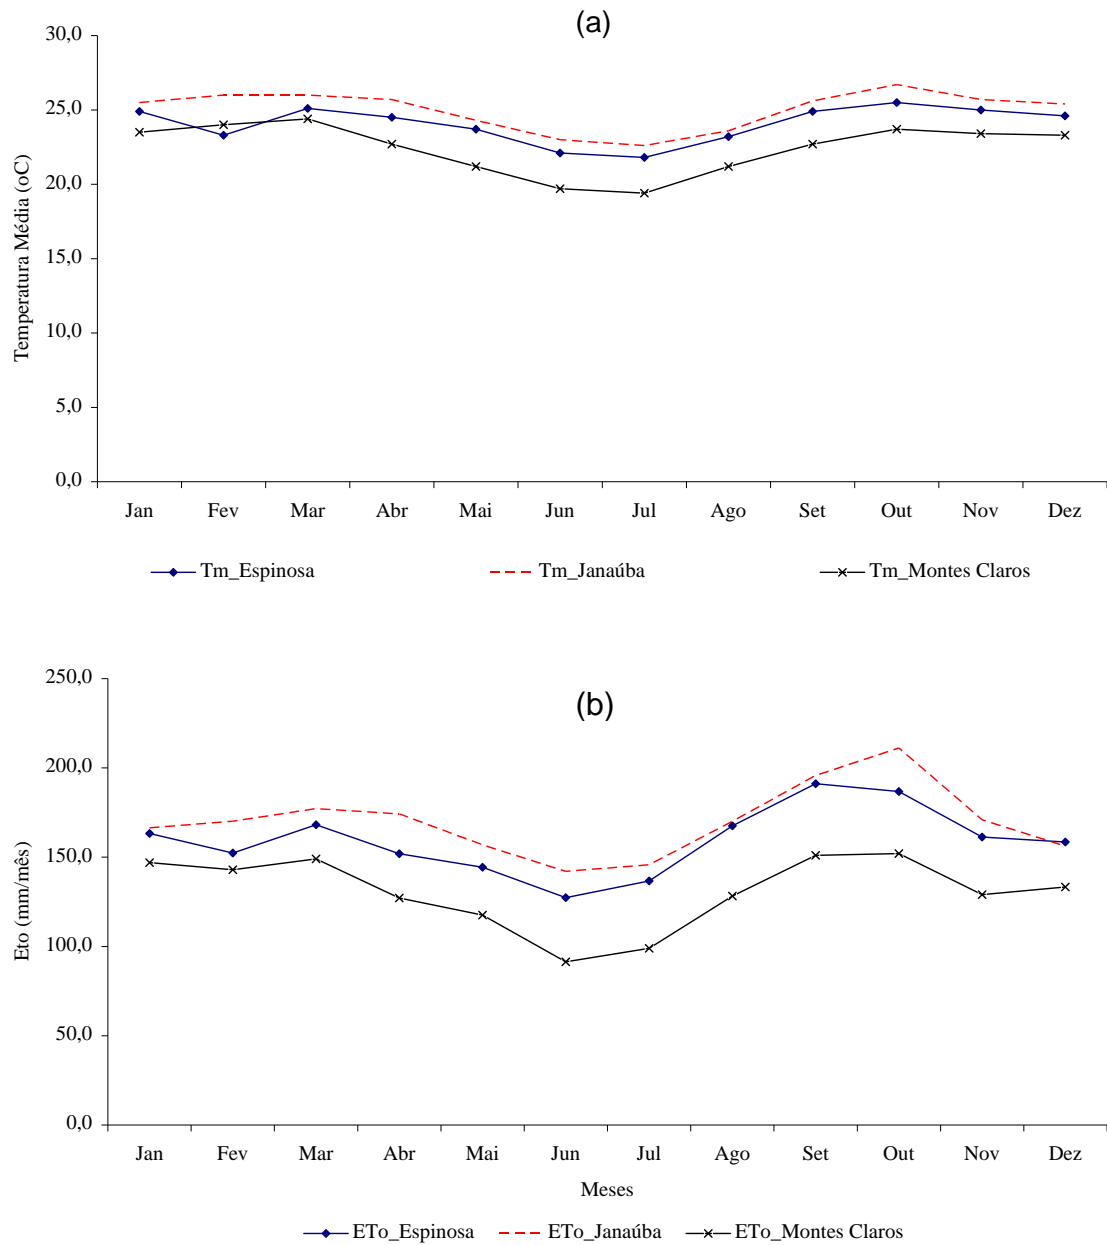 (a)
30,0
25,0
20,0
15,0
10,0
5,0
0,0
Temperatura Média (oC)
Jan Fev Mar Abr Mai Jun Jul Ago Set Out Nov Dez
Tm_Espinosa Tm_Janaúba Tm_Montes Claros
(b)
250,0
200,0
150,0
100,0
50,0
0,0
Eto (mm/mês)
Jan Fev Mar Abr Mai Jun Jul Ago Set Out Nov Dez
Meses
ETo_Espinosa ETo_Janaúba ETo_Montes Claros